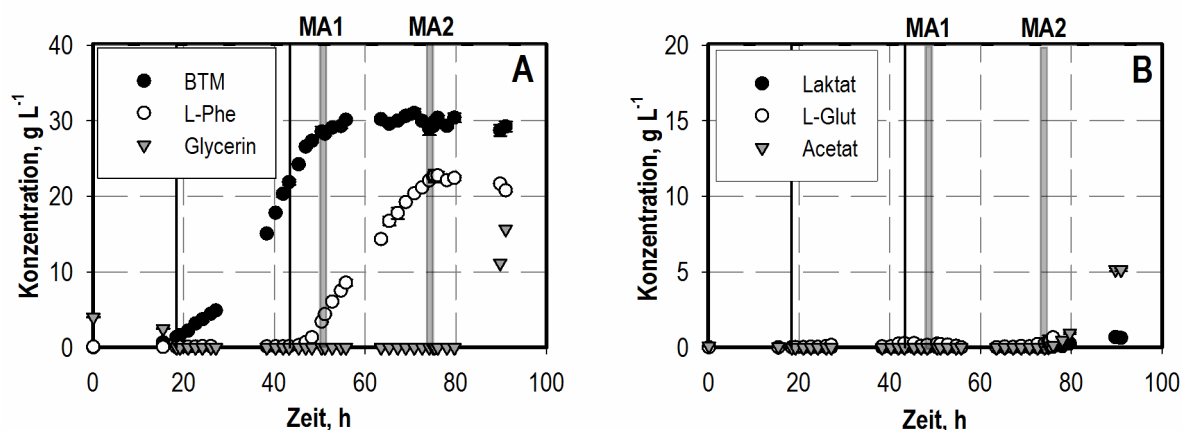 MA1 MA2
A
BTM
L-Phe
Glycerin
Konzentration, g L⁻¹
40
30
20
10
0
0 20 40 60 80 100
Zeit, h
MA1 MA2
B
Laktat
L-Glut
Acetat
Konzentration, g L⁻¹
20
15
10
5
0
0 20 40 60 80 100
Zeit, h